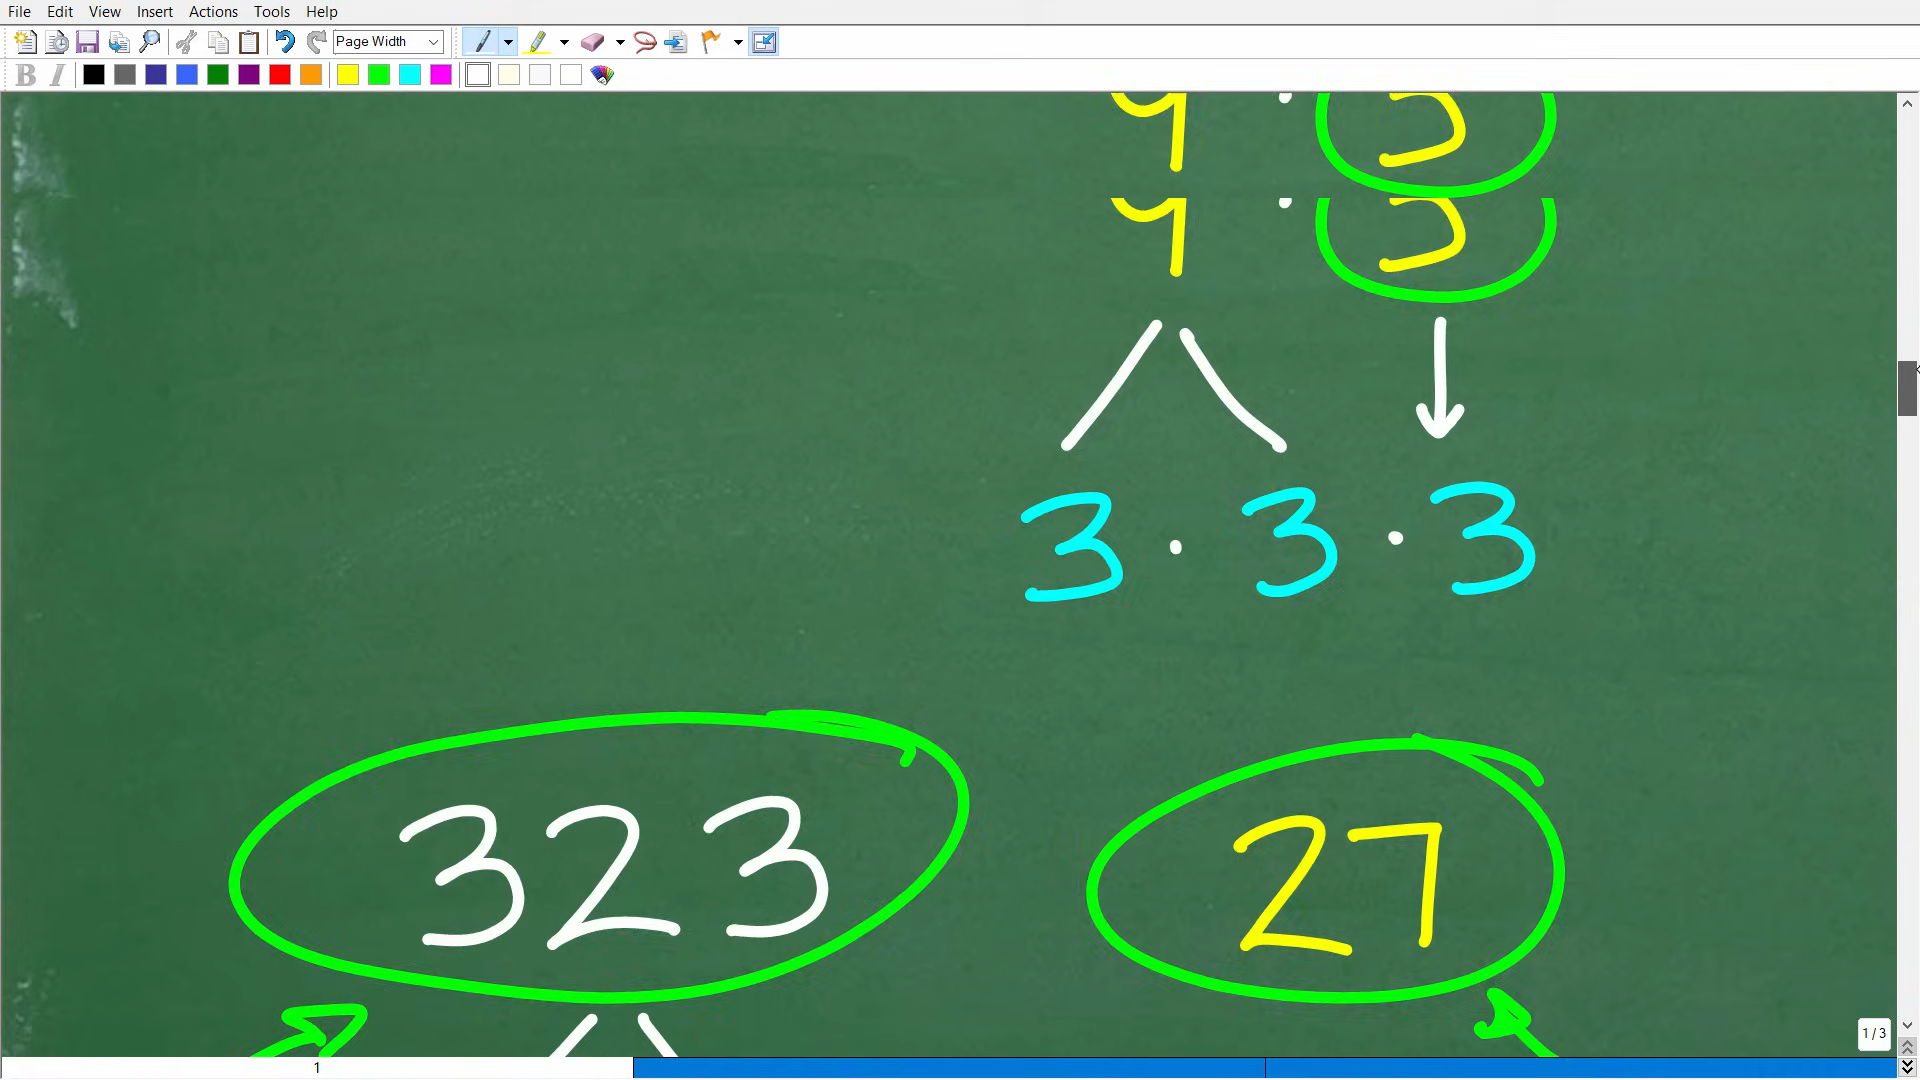 File Edit View Insert Actions Tools Help
Page Width
B I
9 · 3
9 · 3
3 · 3 · 3
323 27
1 / 3
1